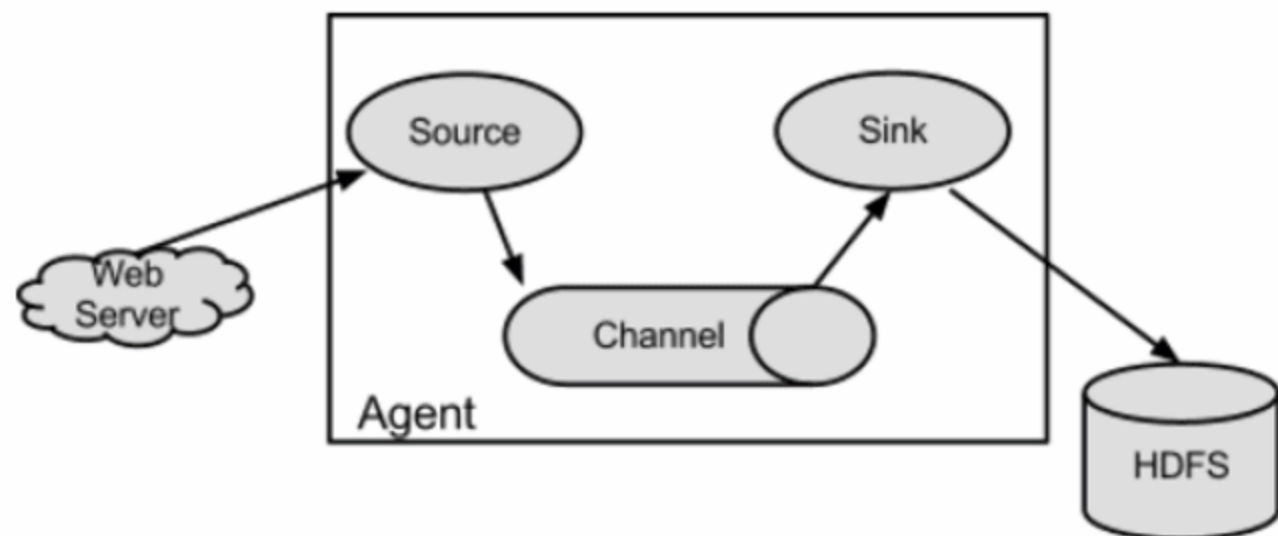 Source
Sink
Web
Server
Channel
Agent
HDFS